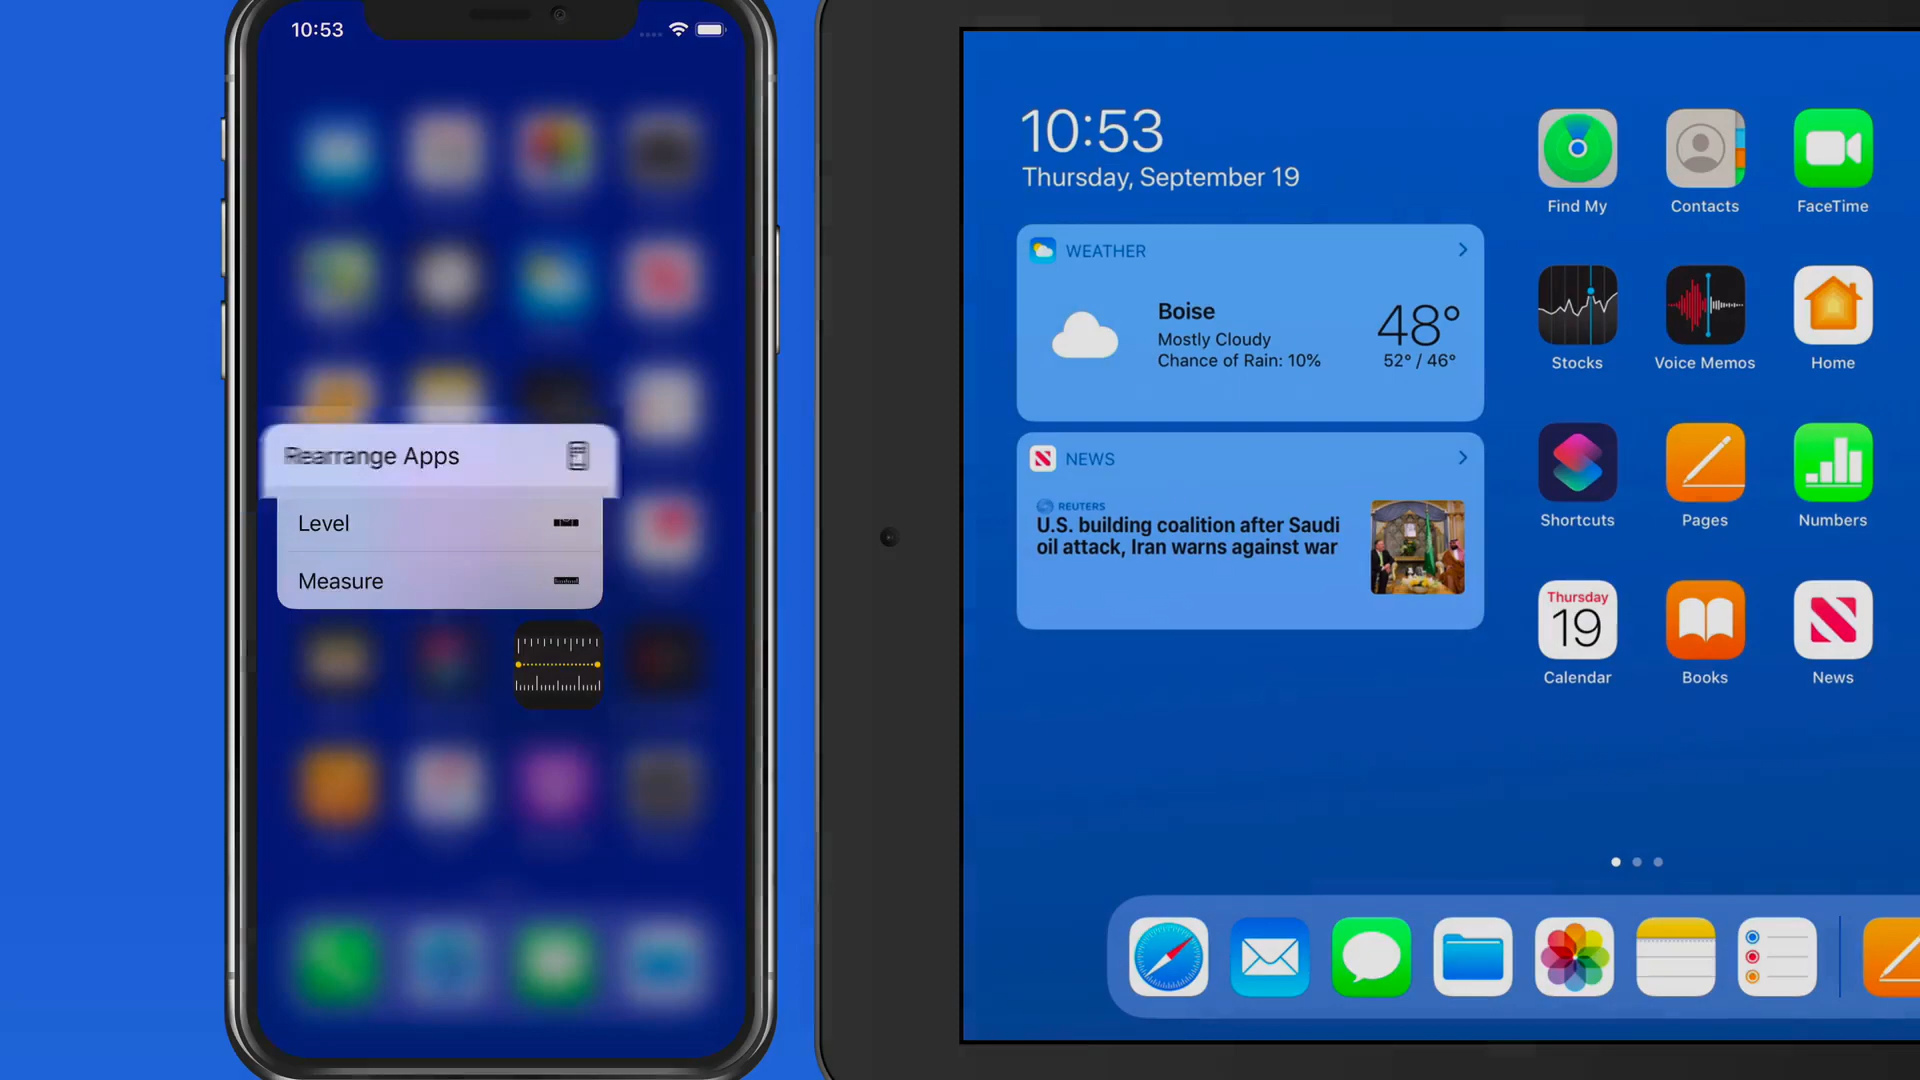 10:53
Rearrange Apps
Level
Measure
10:53
Thursday, September 19
WEATHER
Boise
Mostly Cloudy
Chance of Rain: 10%
48°
52° / 46°
NEWS
REUTERS
U.S. building coalition after Saudi
oil attack, Iran warns against war
Find My
Contacts
FaceTime
Stocks
Voice Memos
Home
Shortcuts
Pages
Numbers
Thursday
19
Calendar
Books
News